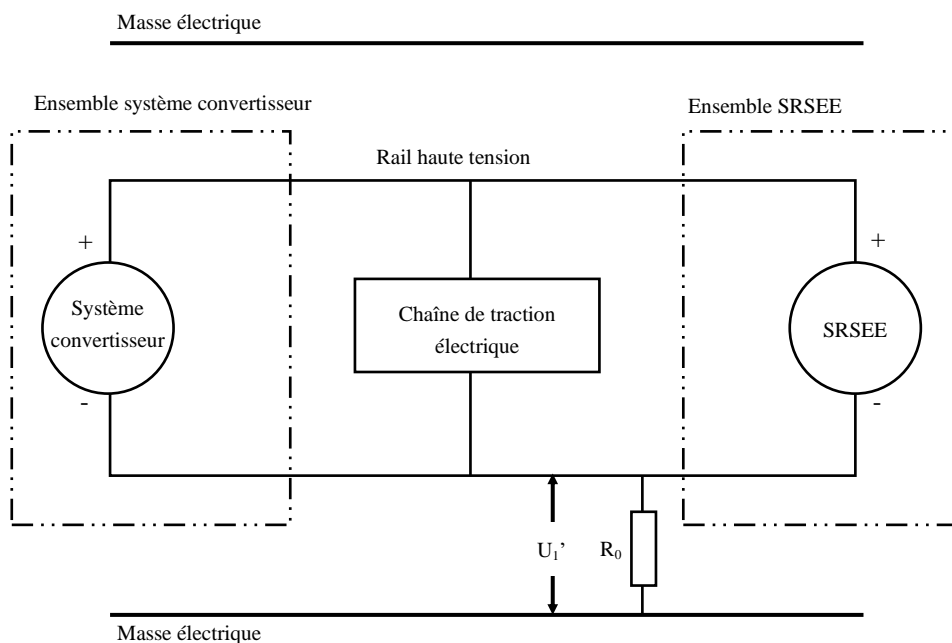 Masse électrique
Ensemble système convertisseur
Ensemble SRSEE
Rail haute tension
+
+
Système
convertisseur
Chaîne de traction
électrique
SRSEE
-
-
U₁’
R₀
Masse électrique